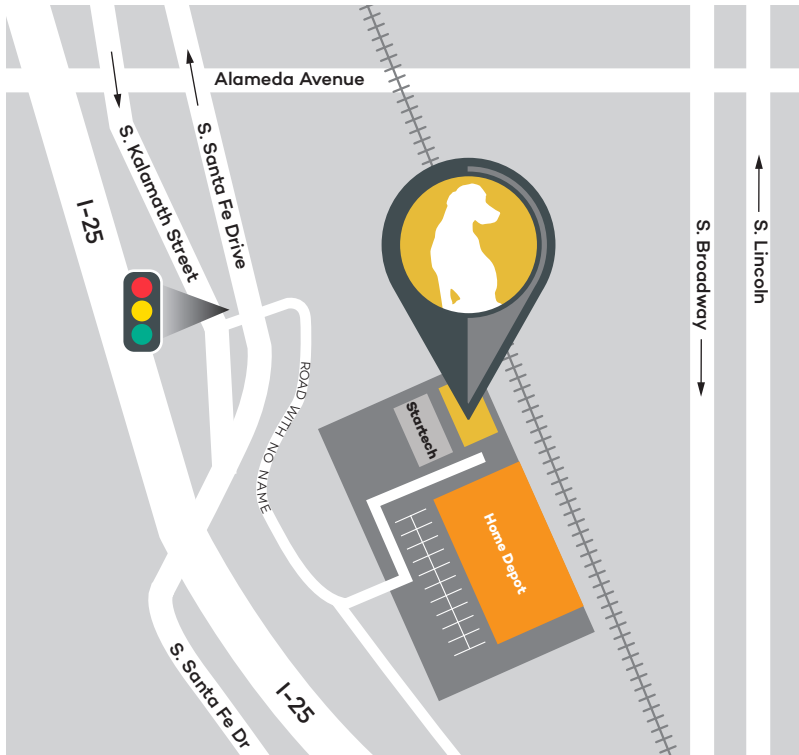 Alameda Avenue
S. Kalamath Street
S. Santa Fe Drive
I-25
S. Broadway
S. Lincoln
ROAD WITH NO NAME
Startech
Home Depot
S. Santa Fe Dr
I-25